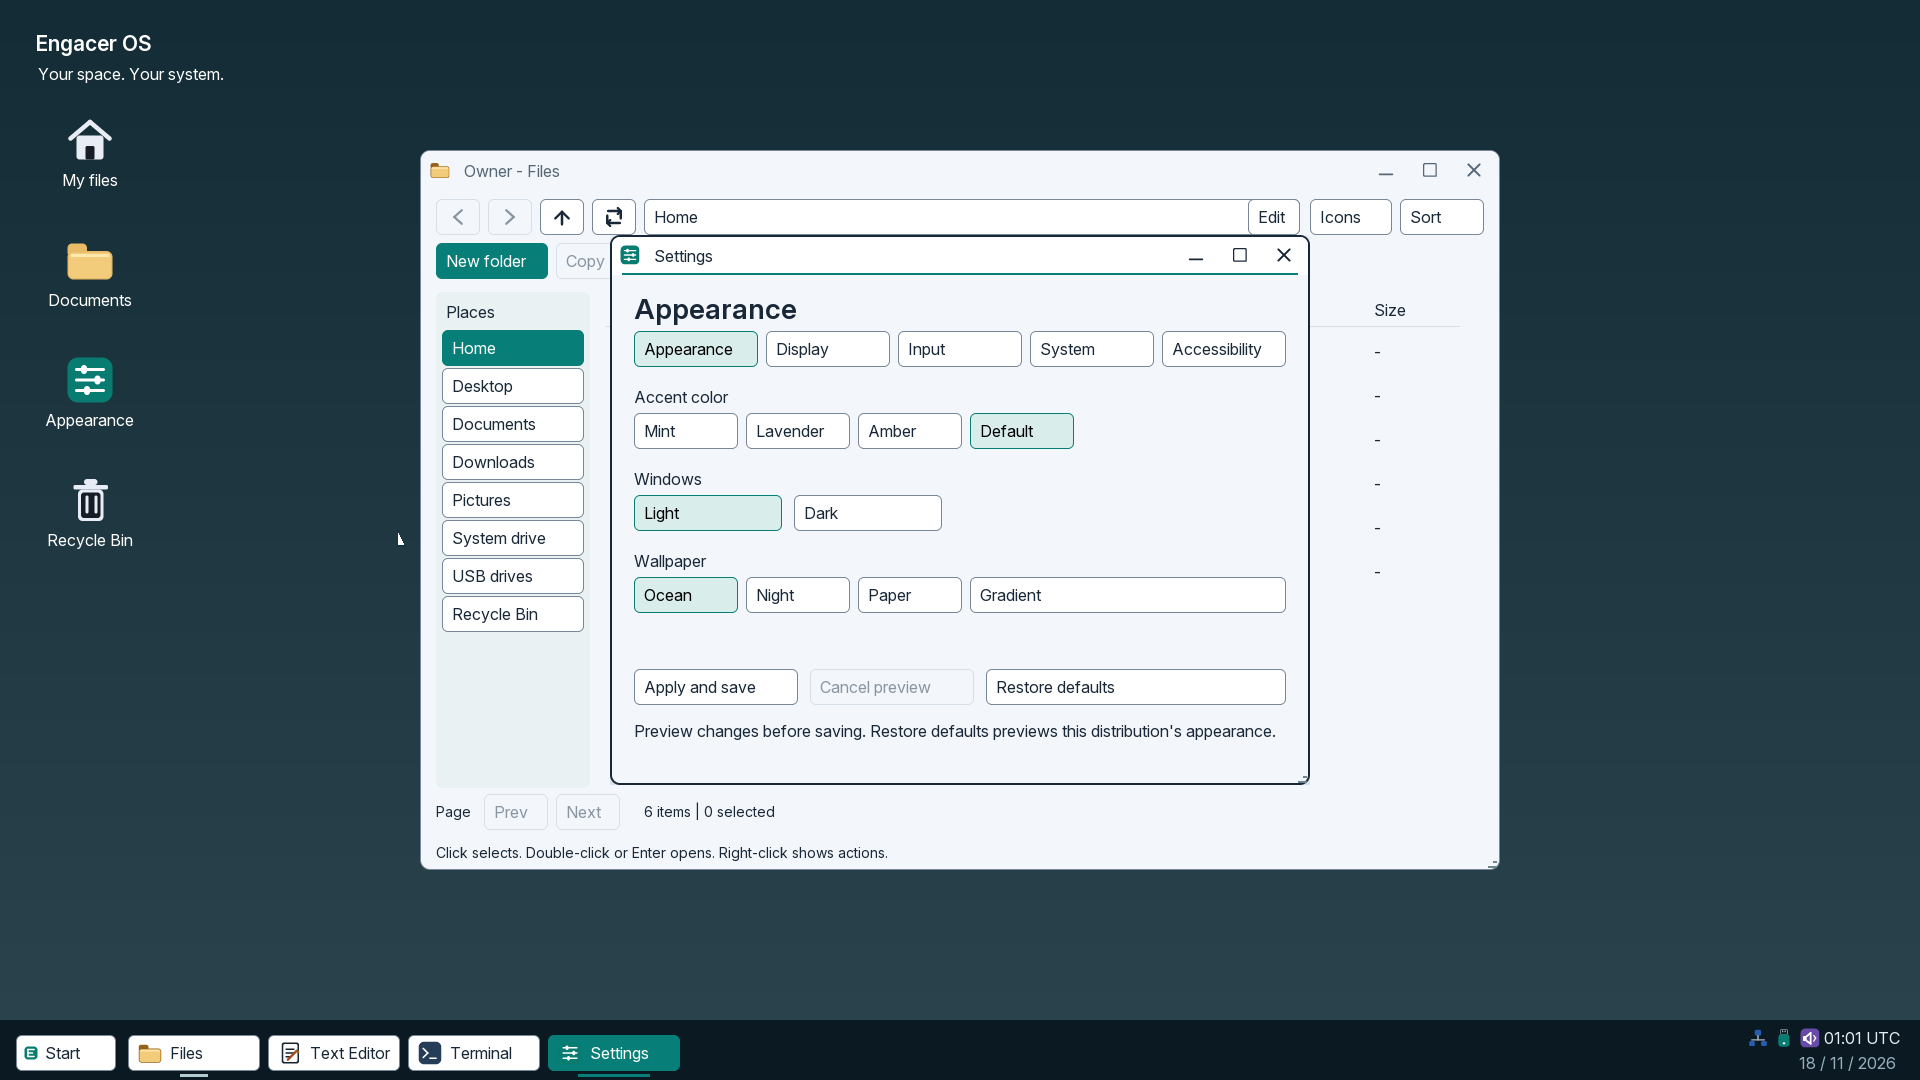 Engacer OS
Your space. Your system.
My files
Documents
Appearance
Recycle Bin
Owner - Files
Home
Edit
Icons
Sort
New folder
Copy
Places
Home
Desktop
Documents
Downloads
Pictures
System drive
USB drives
Recycle Bin
Size
-
-
-
-
-
-
Settings
Appearance
Appearance
Display
Input
System
Accessibility
Accent color
Mint
Lavender
Amber
Default
Windows
Light
Dark
Wallpaper
Ocean
Night
Paper
Gradient
Apply and save
Cancel preview
Restore defaults
Preview changes before saving. Restore defaults previews this distribution's appearance.
Page
Prev
Next
6 items | 0 selected
Click selects. Double-click or Enter opens. Right-click shows actions.
Start
Files
Text Editor
Terminal
Settings
01:01 UTC
18 / 11 / 2026